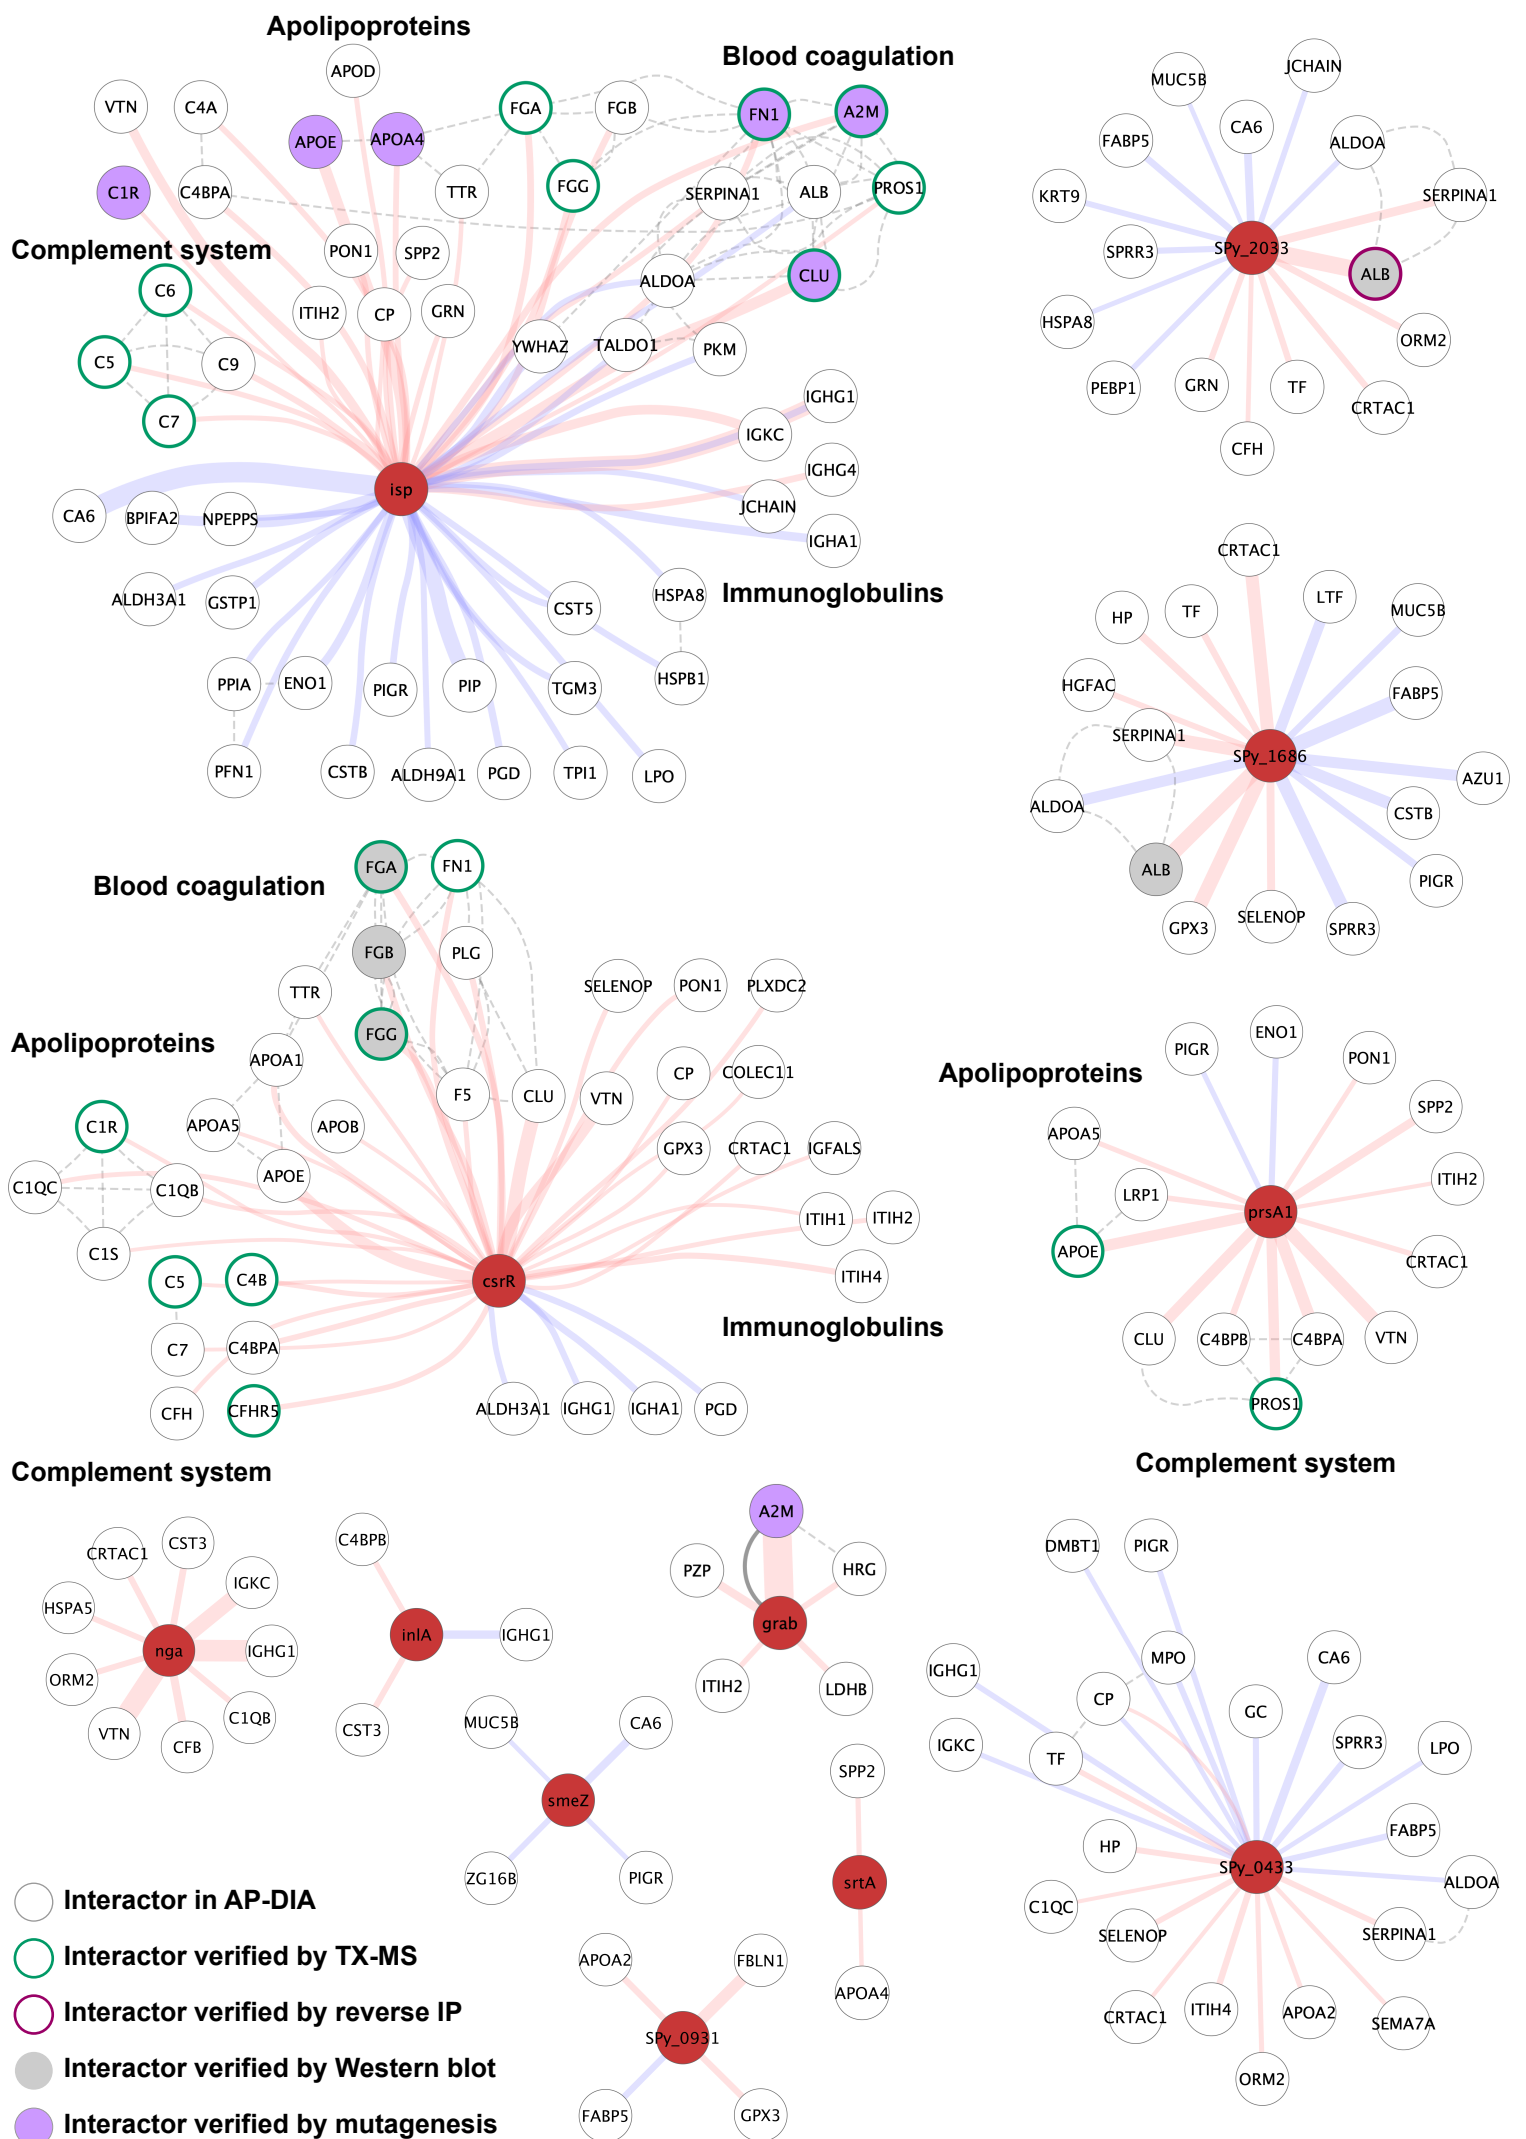 Apolipoproteins
Blood coagulation
VTN
C4A
APOD
FGA
FGB
FN1
A2M
APOE
APOA4
C1R
C4BPA
TTR
FGG
SERPINA1
ALB
PROS1
Complement system
PON1
SPP2
C6
ITIH2
CP
GRN
ALDOA
CLU
C5
C9
YWHAZ
TALDO1
PKM
C7
IGHG1
IGKC
isp
IGHG4
CA6
BPIFA2
NPEPPS
JCHAIN
IGHA1
ALDH3A1
GSTP1
CST5
HSPA8
Immunoglobulins
PPIA
ENO1
PIGR
PIP
TGM3
HSPB1
PFN1
CSTB
ALDH9A1
PGD
TPI1
LPO
JCHAIN
MUC5B
CA6
FABP5
ALDOA
KRT9
SERPINA1
SPRR3
SPy_2033
ALB
HSPA8
ORM2
PEBP1
GRN
TF
CRTAC1
CFH
CRTAC1
HP
TF
LTF
MUC5B
HGFAC
FABP5
SERPINA1
SPy_1686
AZU1
ALDOA
CSTB
ALB
PIGR
GPX3
SELENOP
SPRR3
Blood coagulation
FGA
FN1
FGB
PLG
TTR
SELENOP
PON1
PLXDC2
FGG
Apolipoproteins
APOA1
F5
CLU
VTN
CP
COLEC11
C1R
APOA5
APOB
GPX3
CRTAC1
IGFALS
C1QC
C1QB
APOE
C1S
ITIH1
ITIH2
C5
C4B
csrR
ITIH4
Immunoglobulins
C7
C4BPA
CFH
CFHR5
ALDH3A1
IGHG1
IGHA1
PGD
Complement system
ENO1
PIGR
PON1
Apolipoproteins
SPP2
APOA5
LRP1
ITIH2
prsA1
APOE
CRTAC1
CLU
C4BPB
C4BPA
VTN
PROS1
Complement system
CRTAC1
CST3
IGKC
HSPA5
nga
IGHG1
ORM2
VTN
CFB
C1QB
C4BPB
inlA
IGHG1
CST3
A2M
PZP
HRG
grab
ITIH2
LDHB
MUC5B
CA6
smeZ
ZG16B
PIGR
SPP2
srtA
APOA4
APOA2
FBLN1
SPy_0931
FABP5
GPX3
DMBT1
PIGR
IGHG1
MPO
CA6
CP
GC
IGKC
TF
SPRR3
LPO
HP
FABP5
SPy_0433
ALDOA
C1QC
SELENOP
SERPINA1
CRTAC1
ITIH4
APOA2
SEMA7A
ORM2
Interactor in AP-DIA
Interactor verified by TX-MS
Interactor verified by reverse IP
Interactor verified by Western blot
Interactor verified by mutagenesis